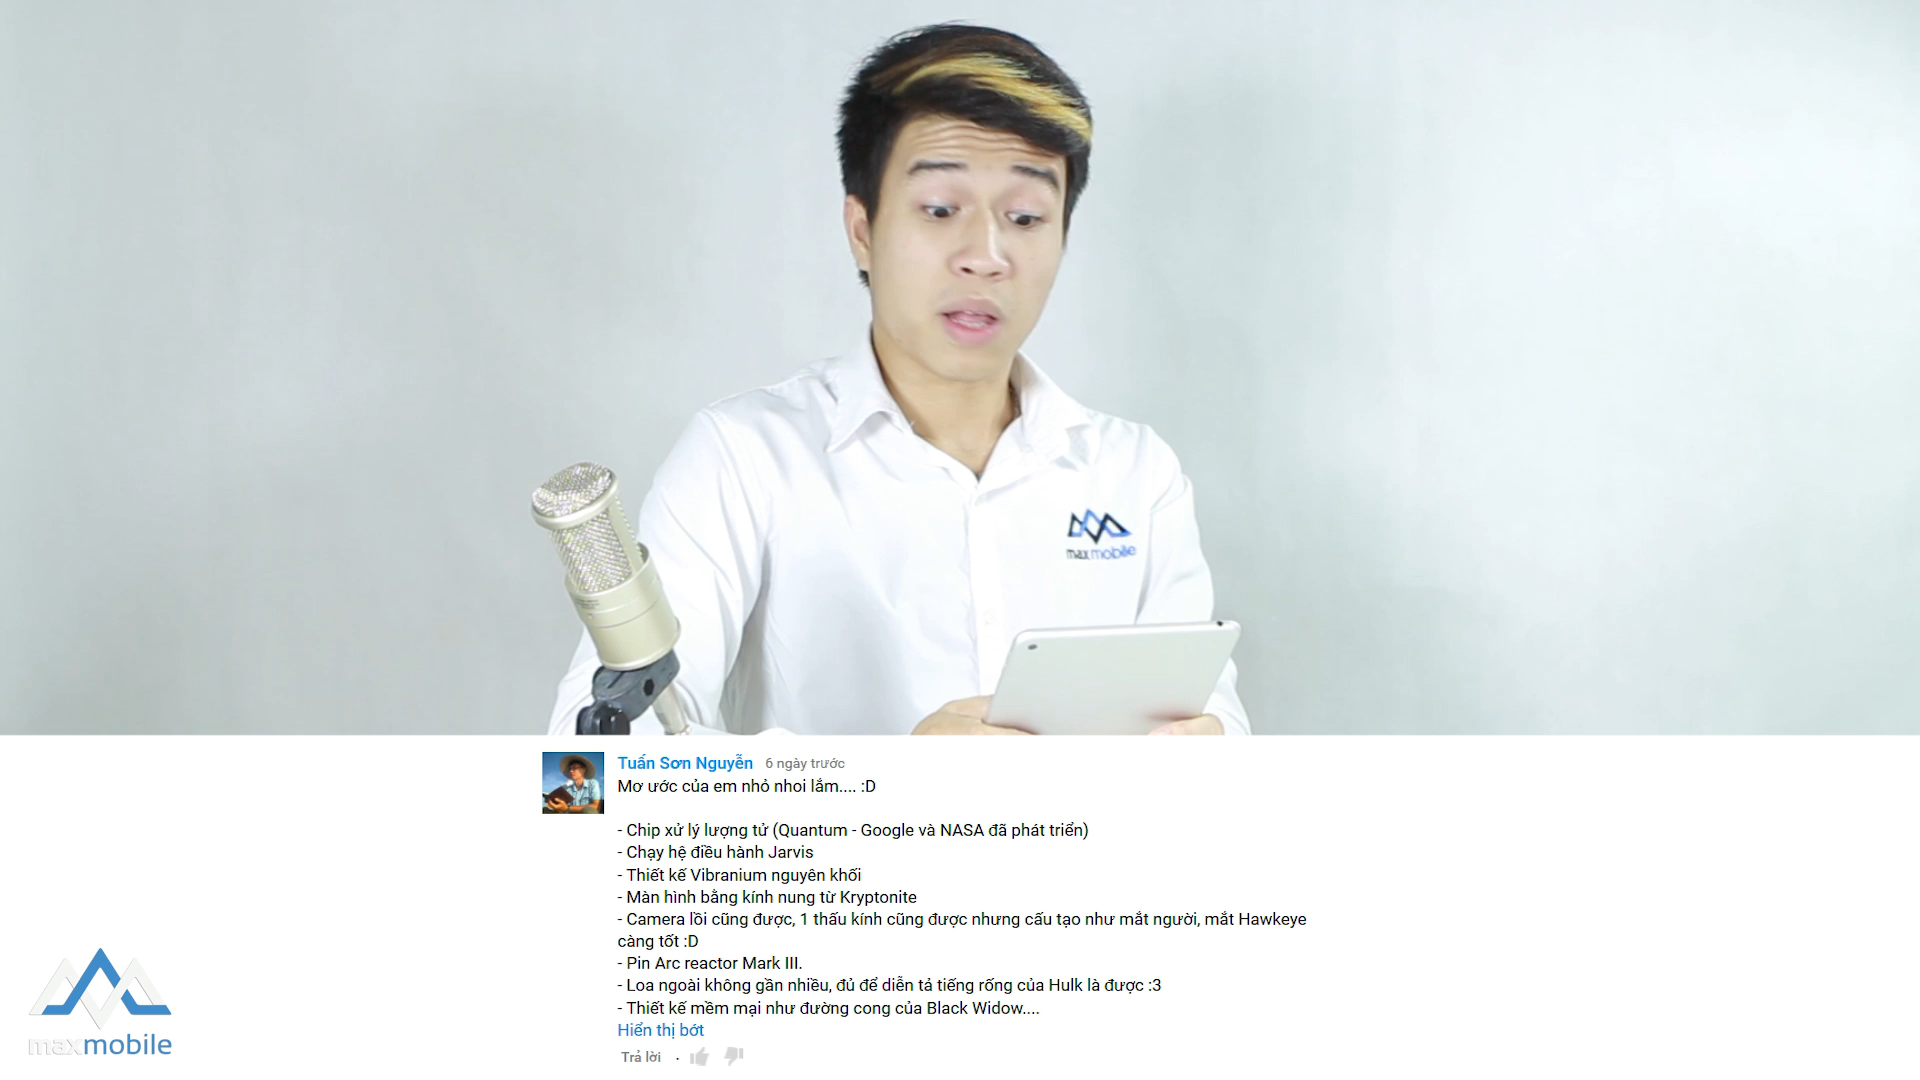 max mobile
Tuấn Sơn Nguyễn 6 ngày trước
Mơ ước của em nhỏ nhoi lắm.... :D
- Chip xử lý lượng tử (Quantum - Google và NASA đã phát triển)
- Chạy hệ điều hành Jarvis
- Thiết kế Vibranium nguyên khối
- Màn hình bằng kính nung từ Kryptonite
- Camera lồi cũng được, 1 thấu kính cũng được nhưng cấu tạo như mắt người, mắt Hawkeye
càng tốt :D
- Pin Arc reactor Mark III.
- Loa ngoài không gần nhiều, đủ để diễn tả tiếng rống của Hulk là được :3
- Thiết kế mềm mại như đường cong của Black Widow....
Hiển thị bớt
Trả lời .
maxmobile